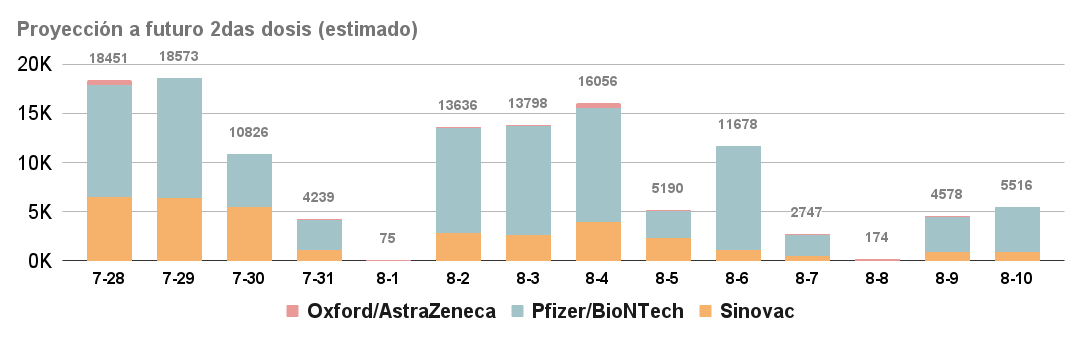 Proyección a futuro 2das dosis (estimado)
20K
15K
10K
5K
0K
18451
18573
10826
4239
75
13636
13798
16056
5190
11678
2747
174
4578
5516
7-28 7-29 7-30 7-31 8-1 8-2 8-3 8-4 8-5 8-6 8-7 8-8 8-9 8-10
Oxford/AstraZeneca Pfizer/BioNTech Sinovac